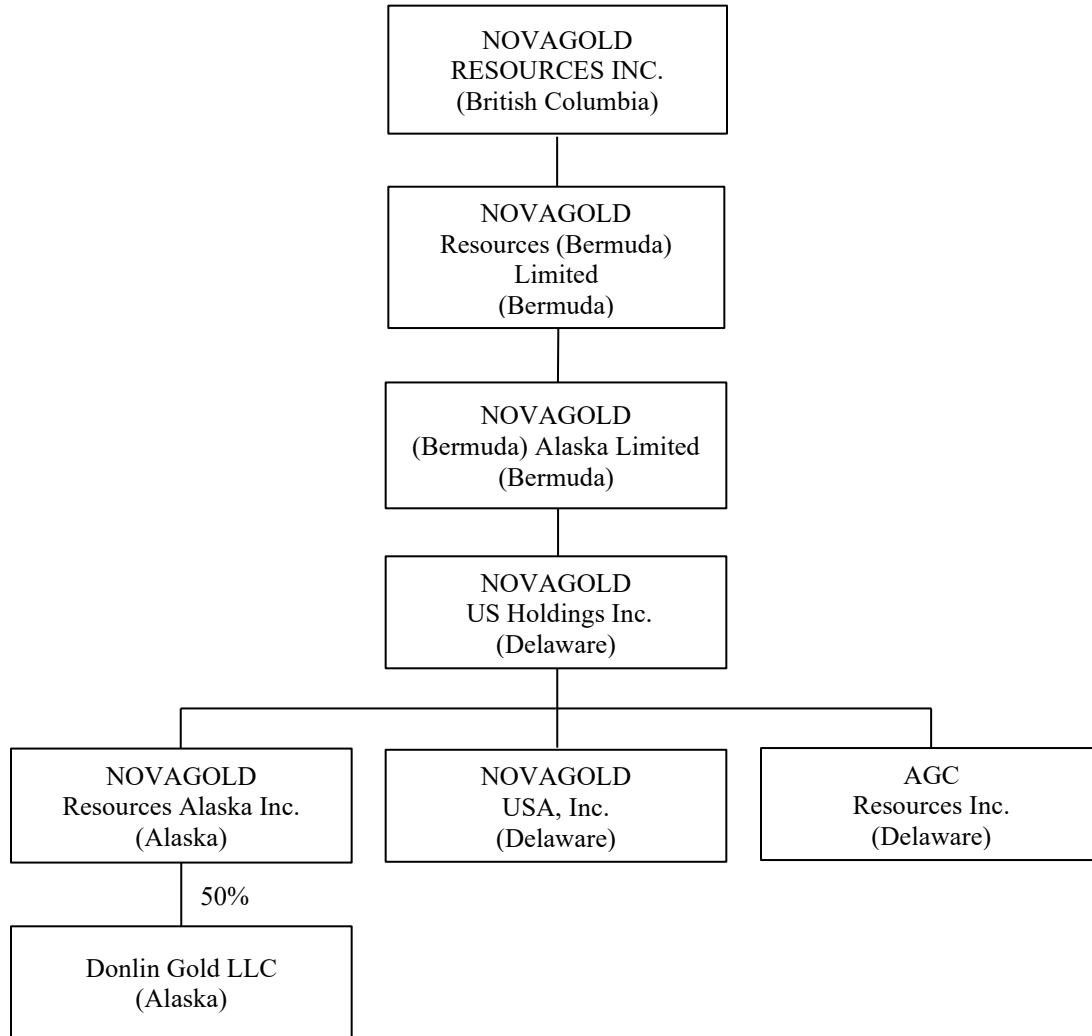 NOVAGOLD
RESOURCES INC.
(British Columbia)
NOVAGOLD
Resources (Bermuda)
Limited
(Bermuda)
NOVAGOLD
(Bermuda) Alaska Limited
(Bermuda)
NOVAGOLD
US Holdings Inc.
(Delaware)
NOVAGOLD
Resources Alaska Inc.
(Alaska)
NOVAGOLD
USA, Inc.
(Delaware)
AGC
Resources Inc.
(Delaware)
50%
Donlin Gold LLC
(Alaska)